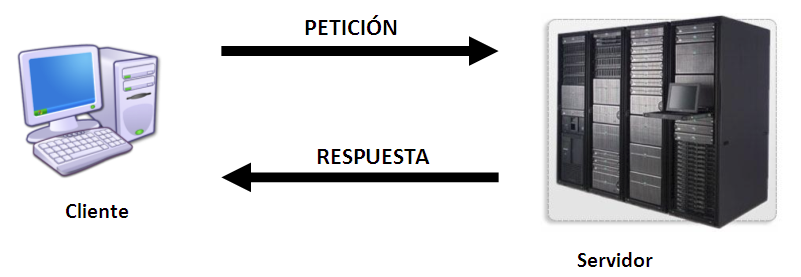 PETICIÓN
RESPUESTA
Cliente
Servidor